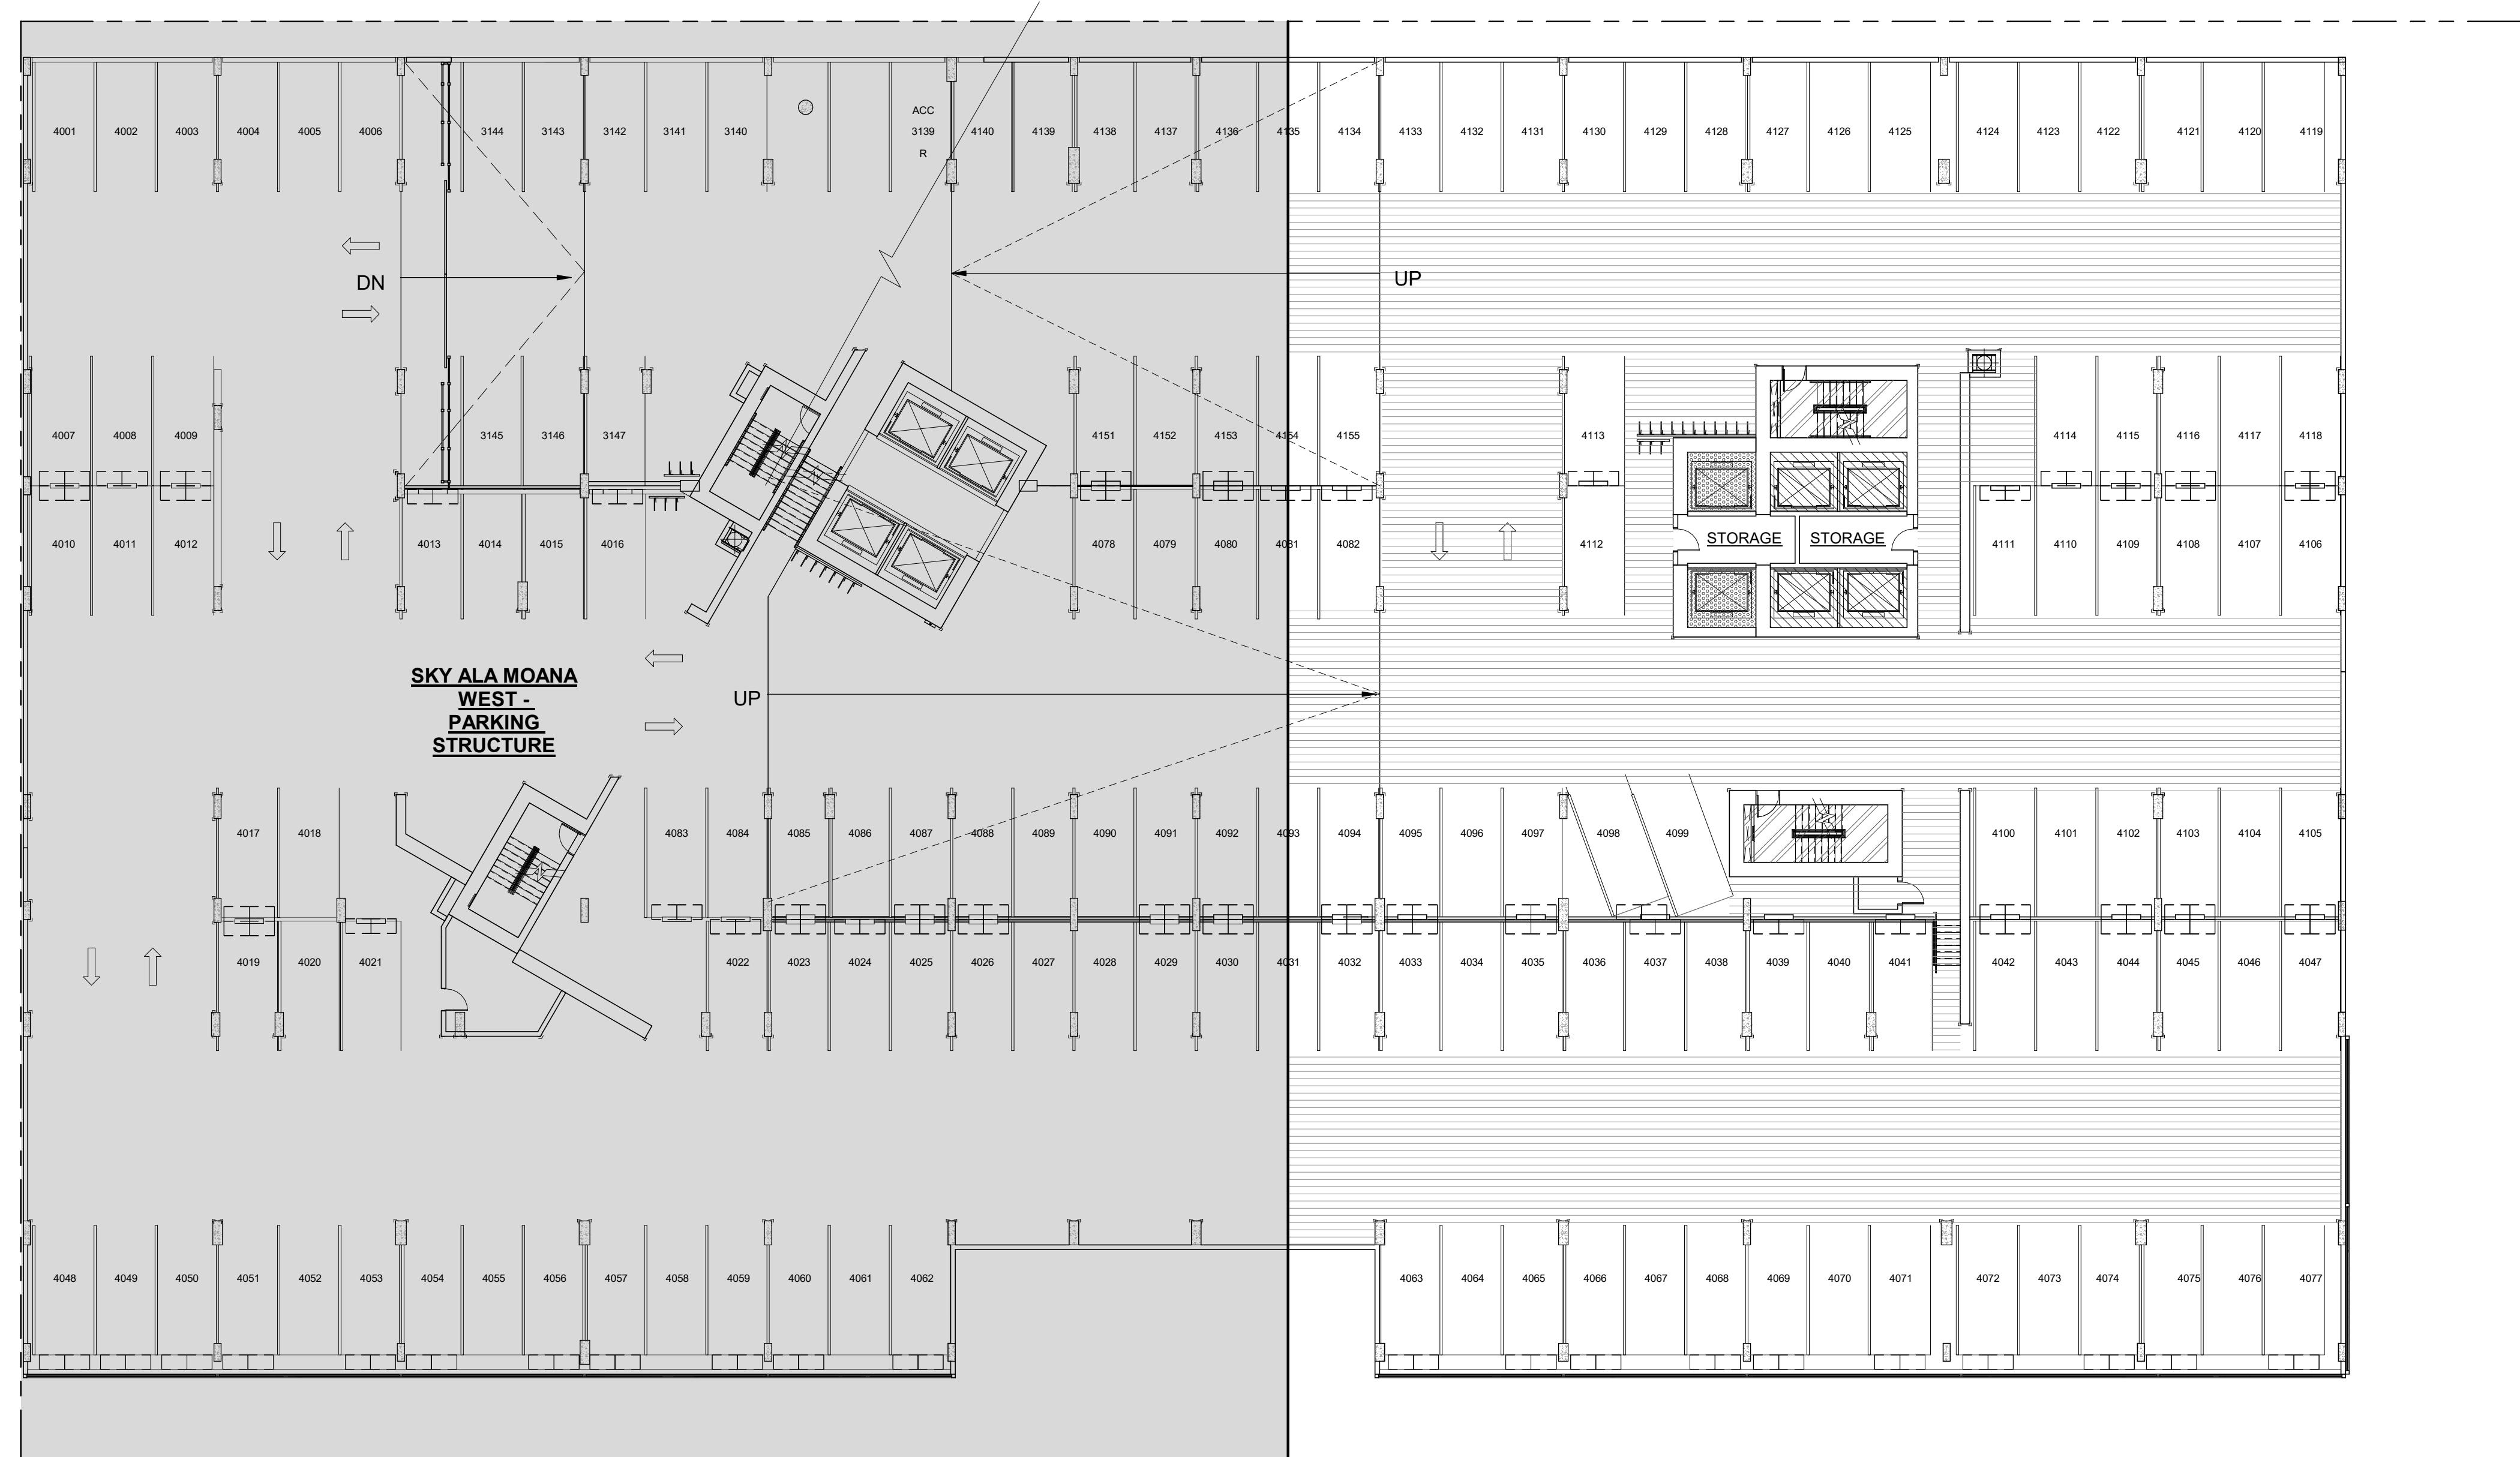 4001 4002 4003 4004 4005 4006 3144 3143 3142 3141 3140 ACC 4140 4139 4138 4137 4136 4135 4134 4133 4132 4131 4130 4129 4128 4127 4126 4125 4124 4123 4122 4121 4120 4119
3139
R
DN
UP
4007 4008 4009 3145 3146 3147 4151 4152 4153 4154 4155 4113 4114 4115 4116 4117 4118
STORAGE STORAGE
4010 4011 4012 4013 4014 4015 4016 4078 4079 4080 4081 4082 4112 4111 4110 4109 4108 4107 4106
SKY ALA MOANA
WEST -
PARKING
STRUCTURE
UP
4017 4018 4083 4084 4085 4086 4087 4088 4089 4090 4091 4092 4093 4094 4095 4096 4097 4098 4099 4100 4101 4102 4103 4104 4105
4019 4020 4021 4022 4023 4024 4025 4026 4027 4028 4029 4030 4031 4032 4033 4034 4035 4036 4037 4038 4039 4040 4041 4042 4043 4044 4045 4046 4047
4048 4049 4050 4051 4052 4053 4054 4055 4056 4057 4058 4059 4060 4061 4062 4063 4064 4065 4066 4067 4068 4069 4070 4071 4072 4073 4074 4075 4076 4077